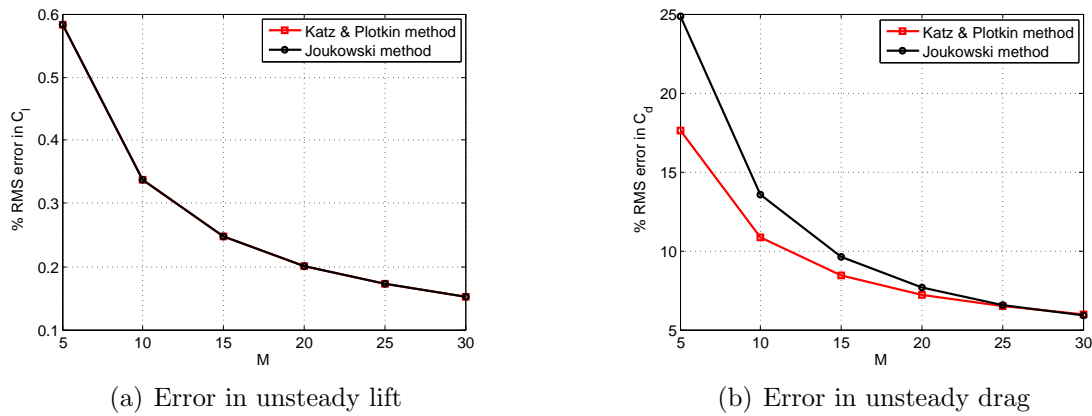 % RMS error in C_l
0.6
0.5
0.4
0.3
0.2
0.1
5 10 15 20 25 30
M
Katz & Plotkin method
Joukowski method
(a) Error in unsteady lift
% RMS error in C_d
25
20
15
10
5
5 10 15 20 25 30
M
Katz & Plotkin method
Joukowski method
(b) Error in unsteady drag